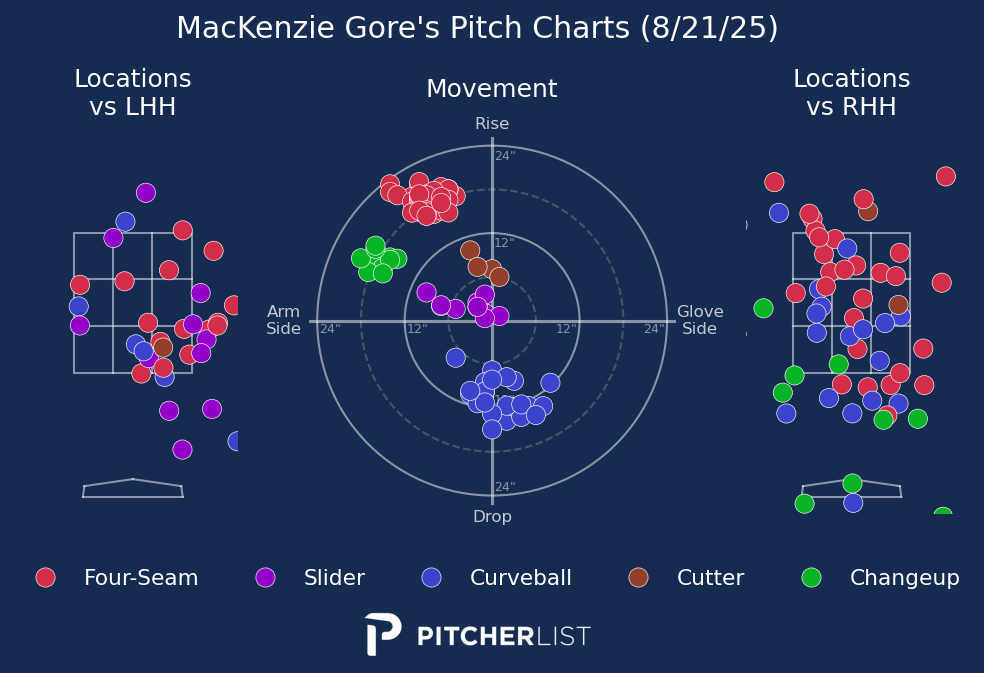 MacKenzie Gore's Pitch Charts (8/21/25)
Locations
vs LHH
Movement
Locations
vs RHH
Rise
24"
12"
Arm
Side
24"
12"
12"
24"
Glove
Side
24"
Drop
Four-Seam
Slider
Curveball
Cutter
Changeup
PITCHERLIST